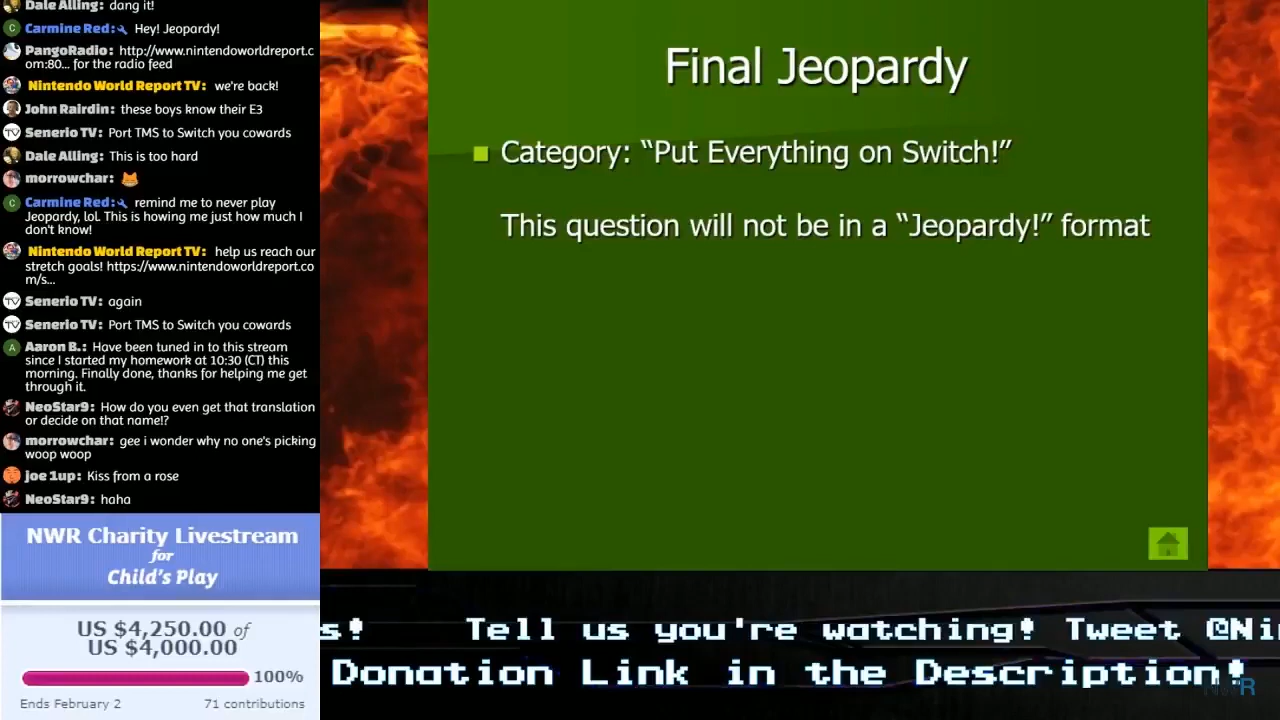 Dale Alling: dang it!
Carmine Red: Hey! Jeopardy!
PangoRadio: http://www.nintendoworldreport.c
om:80... for the radio feed
Nintendo World Report TV: we're back!
John Rairdin: these boys know their E3
Senerio TV: Port TMS to Switch you cowards
Dale Alling: This is too hard
morrowchar:
Carmine Red: remind me to never play
Jeopardy, lol. This is howing me just how much I
don't know!
Nintendo World Report TV: help us reach our
stretch goals! https://www.nintendoworldreport.co
m/s...
Senerio TV: again
Senerio TV: Port TMS to Switch you cowards
Aaron B.: Have been tuned in to this stream
since I started my homework at 10:30 (CT) this
morning. Finally done, thanks for helping me get
through it.
NeoStar9: How do you even get that translation
or decide on that name!?
morrowchar: gee i wonder why no one's picking
woop woop
joe 1up: Kiss from a rose
NeoStar9: haha
NWR Charity Livestream
for
Child's Play
US $4,250.00 of
US $4,000.00
100%
Ends February 2 71 contributions
Final Jeopardy
Category: “Put Everything on Switch!”
This question will not be in a “Jeopardy!” format
s! Tell us you're watching! Tweet @Ni
Donation Link in the Description!
NWR